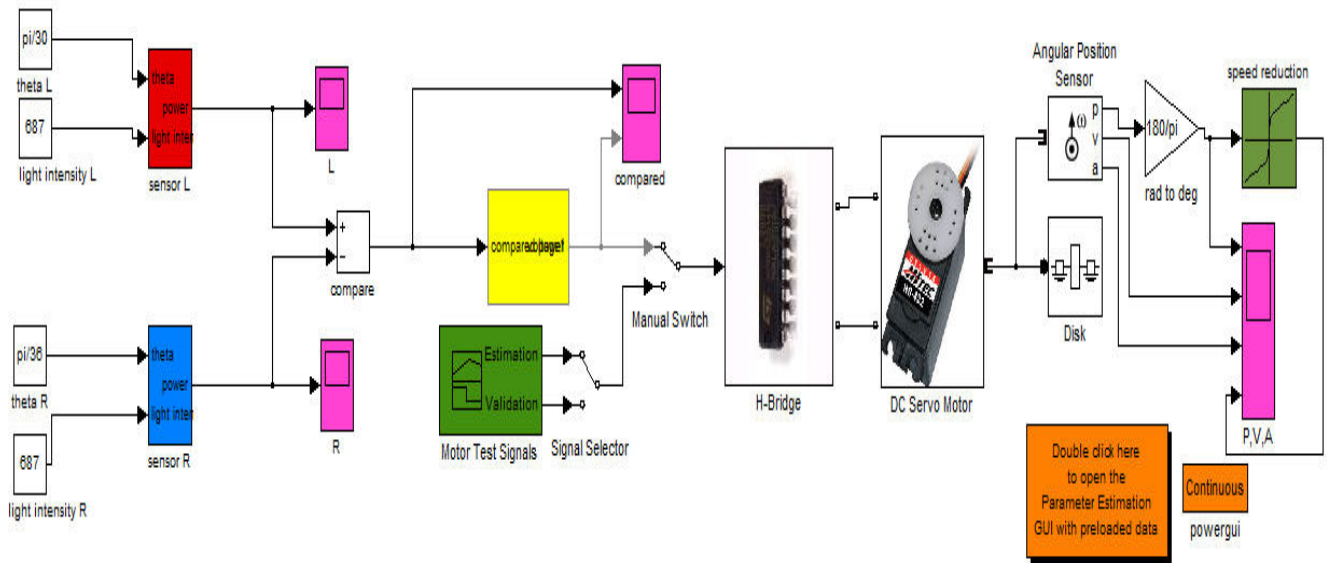 pi/30
theta L
687
light intensity L
theta
power
light inter
sensor L
L
compared
+
−
compare
pi/36
theta R
687
light intensity R
theta
power
light inter
sensor R
R
Estimation
Validation
Motor Test Signals
Signal Selector
Manual Switch
H-Bridge
HiTEC
DC Servo Motor
Angular Position
Sensor
ω
p
v
a
180/pi
rad to deg
speed reduction
Disk
P,V,A
Double click here
to open the
Parameter Estimation
GUI with preloaded data
Continuous
powergui